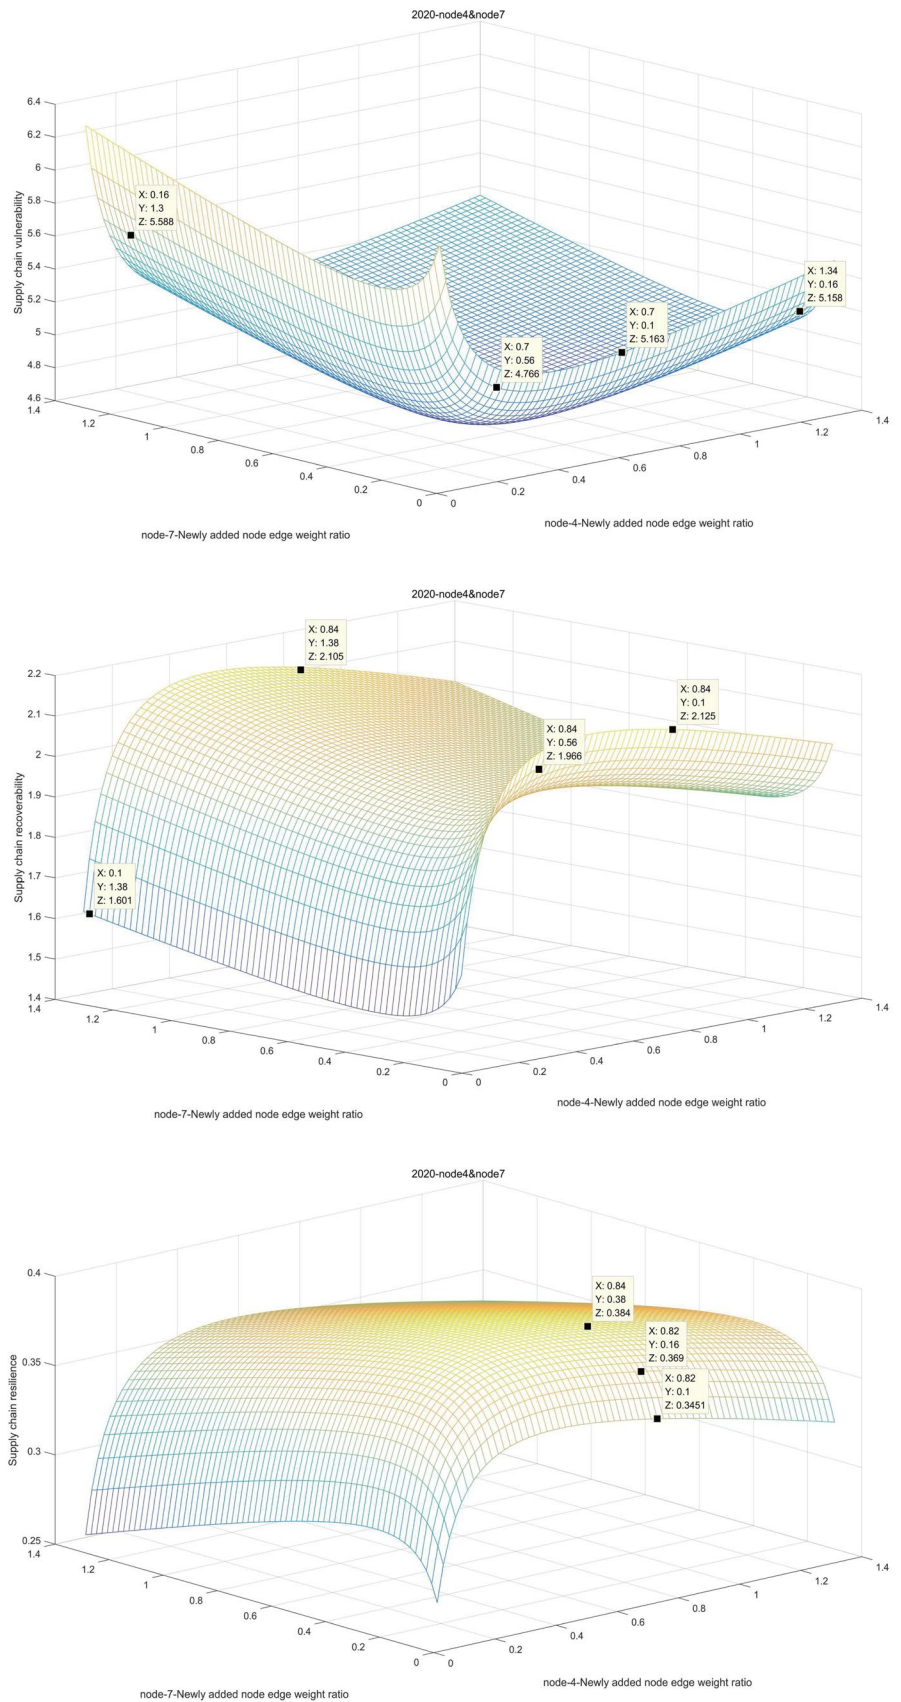 2020-node4&node7
6.4
6.2
6
5.8
5.6
5.4
5.2
5
4.8
4.6
Supply chain vulnerability
X: 0.16
Y: 1.3
Z: 5.588
X: 1.34
Y: 0.16
Z: 5.158
X: 0.7
Y: 0.1
Z: 5.163
X: 0.7
Y: 0.56
Z: 4.766
1.4
1.2
1
0.8
0.6
0.4
0.2
0
0
0.2
0.4
0.6
0.8
1
1.2
1.4
node-7-Newly added node edge weight ratio
node-4-Newly added node edge weight ratio
2020-node4&node7
2.2
2.1
2
1.9
1.8
1.7
1.6
1.5
1.4
Supply chain recoverability
X: 0.84
Y: 1.38
Z: 2.105
X: 0.84
Y: 0.1
Z: 2.125
X: 0.84
Y: 0.56
Z: 1.966
X: 0.1
Y: 1.38
Z: 1.601
1.4
1.2
1
0.8
0.6
0.4
0.2
0
0
0.2
0.4
0.6
0.8
1
1.2
1.4
node-7-Newly added node edge weight ratio
node-4-Newly added node edge weight ratio
2020-node4&node7
0.4
0.35
0.3
0.25
Supply chain resilience
X: 0.84
Y: 0.38
Z: 0.384
X: 0.82
Y: 0.16
Z: 0.369
X: 0.82
Y: 0.1
Z: 0.3451
1.4
1.2
1
0.8
0.6
0.4
0.2
0
0
0.2
0.4
0.6
0.8
1
1.2
1.4
node-7-Newly added node edge weight ratio
node-4-Newly added node edge weight ratio